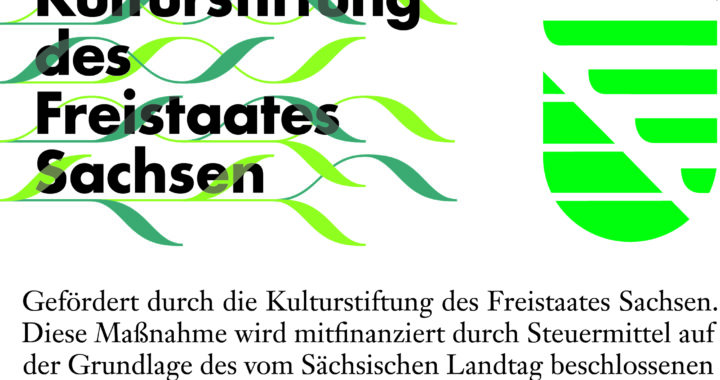 Kulturstiftung
des
Freistaates
Sachsen
Gefördert durch die Kulturstiftung des Freistaates Sachsen.
Diese Maßnahme wird mitfinanziert durch Steuermittel auf
der Grundlage des vom Sächsischen Landtag beschlossenen